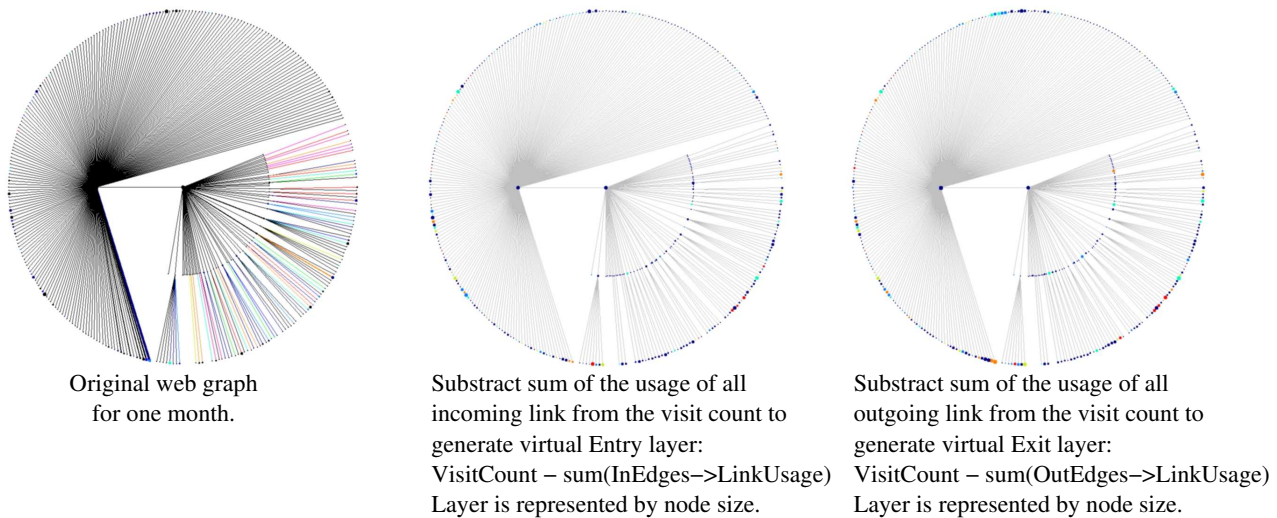 Original web graph
for one month.
Substract sum of the usage of all
incoming link from the visit count to
generate virtual Entry layer:
VisitCount − sum(InEdges−>LinkUsage)
Layer is represented by node size.
Substract sum of the usage of all
outgoing link from the visit count to
generate virtual Exit layer:
VisitCount − sum(OutEdges−>LinkUsage)
Layer is represented by node size.